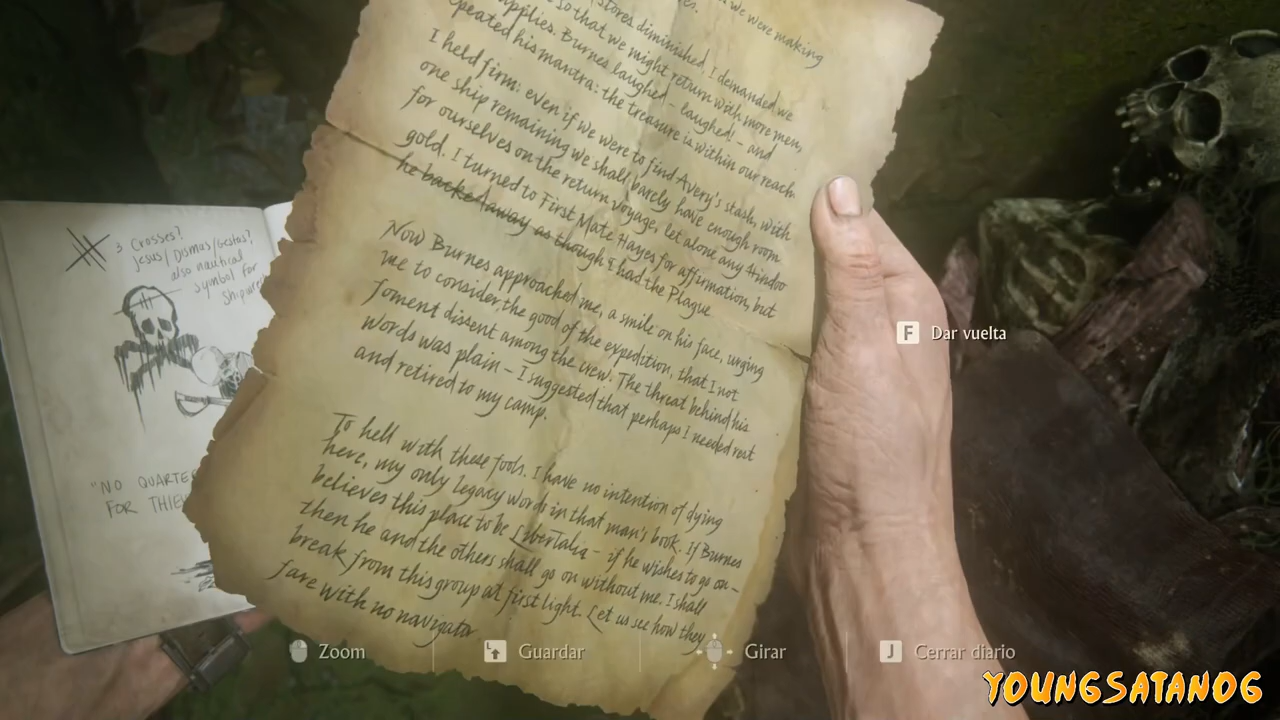 we were making
stores diminished, I demanded we
so that we might return with more men,
supplies. Burnes laughed - laughed! - and
repeated his mantra: the treasure is within our reach.
I held firm: even if we were to find Avery's stash, with
one ship remaining we shall barely have enough room
for ourselves on the return voyage, let alone any Hindoo
gold. I turned to First Mate Hayes for affirmation, but
he backed away as though I had the Plague
Now Burnes approached me, a smile on his face, urging
me to consider the good of the expedition, that I not
foment dissent among the crew. The threat behind his
words was plain - I suggested that perhaps I needed rest
and retired to my camp.
To hell with these fools. I have no intention of dying
here, my only legacy words in that man's book. If Burnes
believes this place to be Libertalia - if he wishes to go on -
then he and the others shall go on without me. I shall
break from this group at first light. Let us see how they
fare with no navigator
3 Crosses?
Jesus/Dismas/Gestas?
also nautical
symbol for
"NO QUARTE
FOR THIE
F Dar vuelta
Zoom
L Guardar
Girar
J Cerrar diario
YOUNGSATANO6